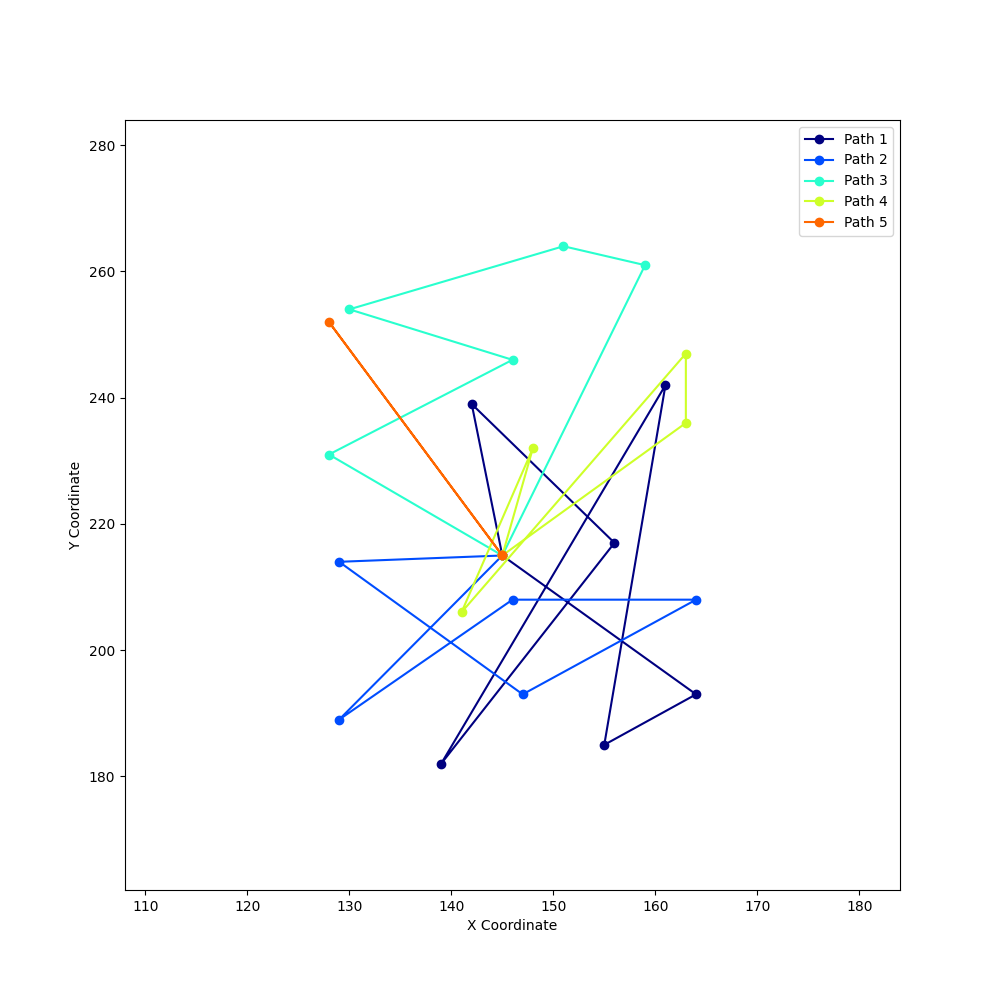 Path 1
Path 2
Path 3
Path 4
Path 5
280
260
240
220
200
180
Y Coordinate
110 120 130 140 150 160 170 180
X Coordinate